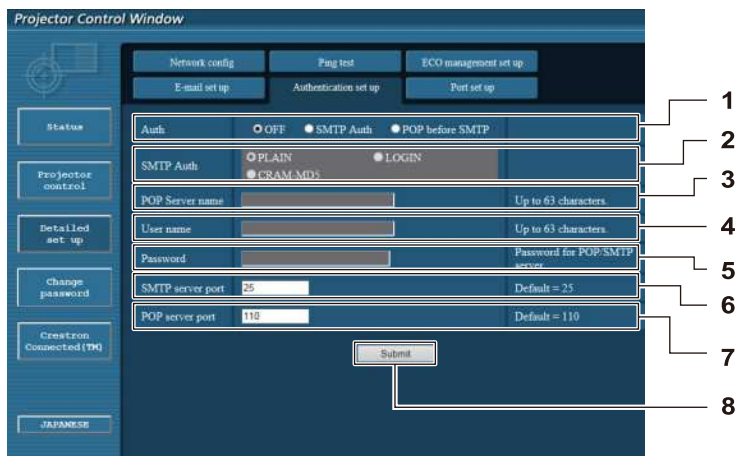 Projector Control Window
Network config
Ping test
ECO management set up
E-mail set up
Authentication set up
Port set up
Status
Projector
control
Detailed
set up
Change
password
Crestron
Connected(TM)
JAPANESE
Auth
OFF SMTP Auth POP before SMTP
1
SMTP Auth
PLAIN LOGIN
CRAM-MD5
2
POP Server name
Up to 63 characters.
3
User name
Up to 63 characters.
4
Password
Password for POP/SMTP
server
5
SMTP server port 25 Default = 25
6
POP server port 110 Default = 110
7
Submit
8